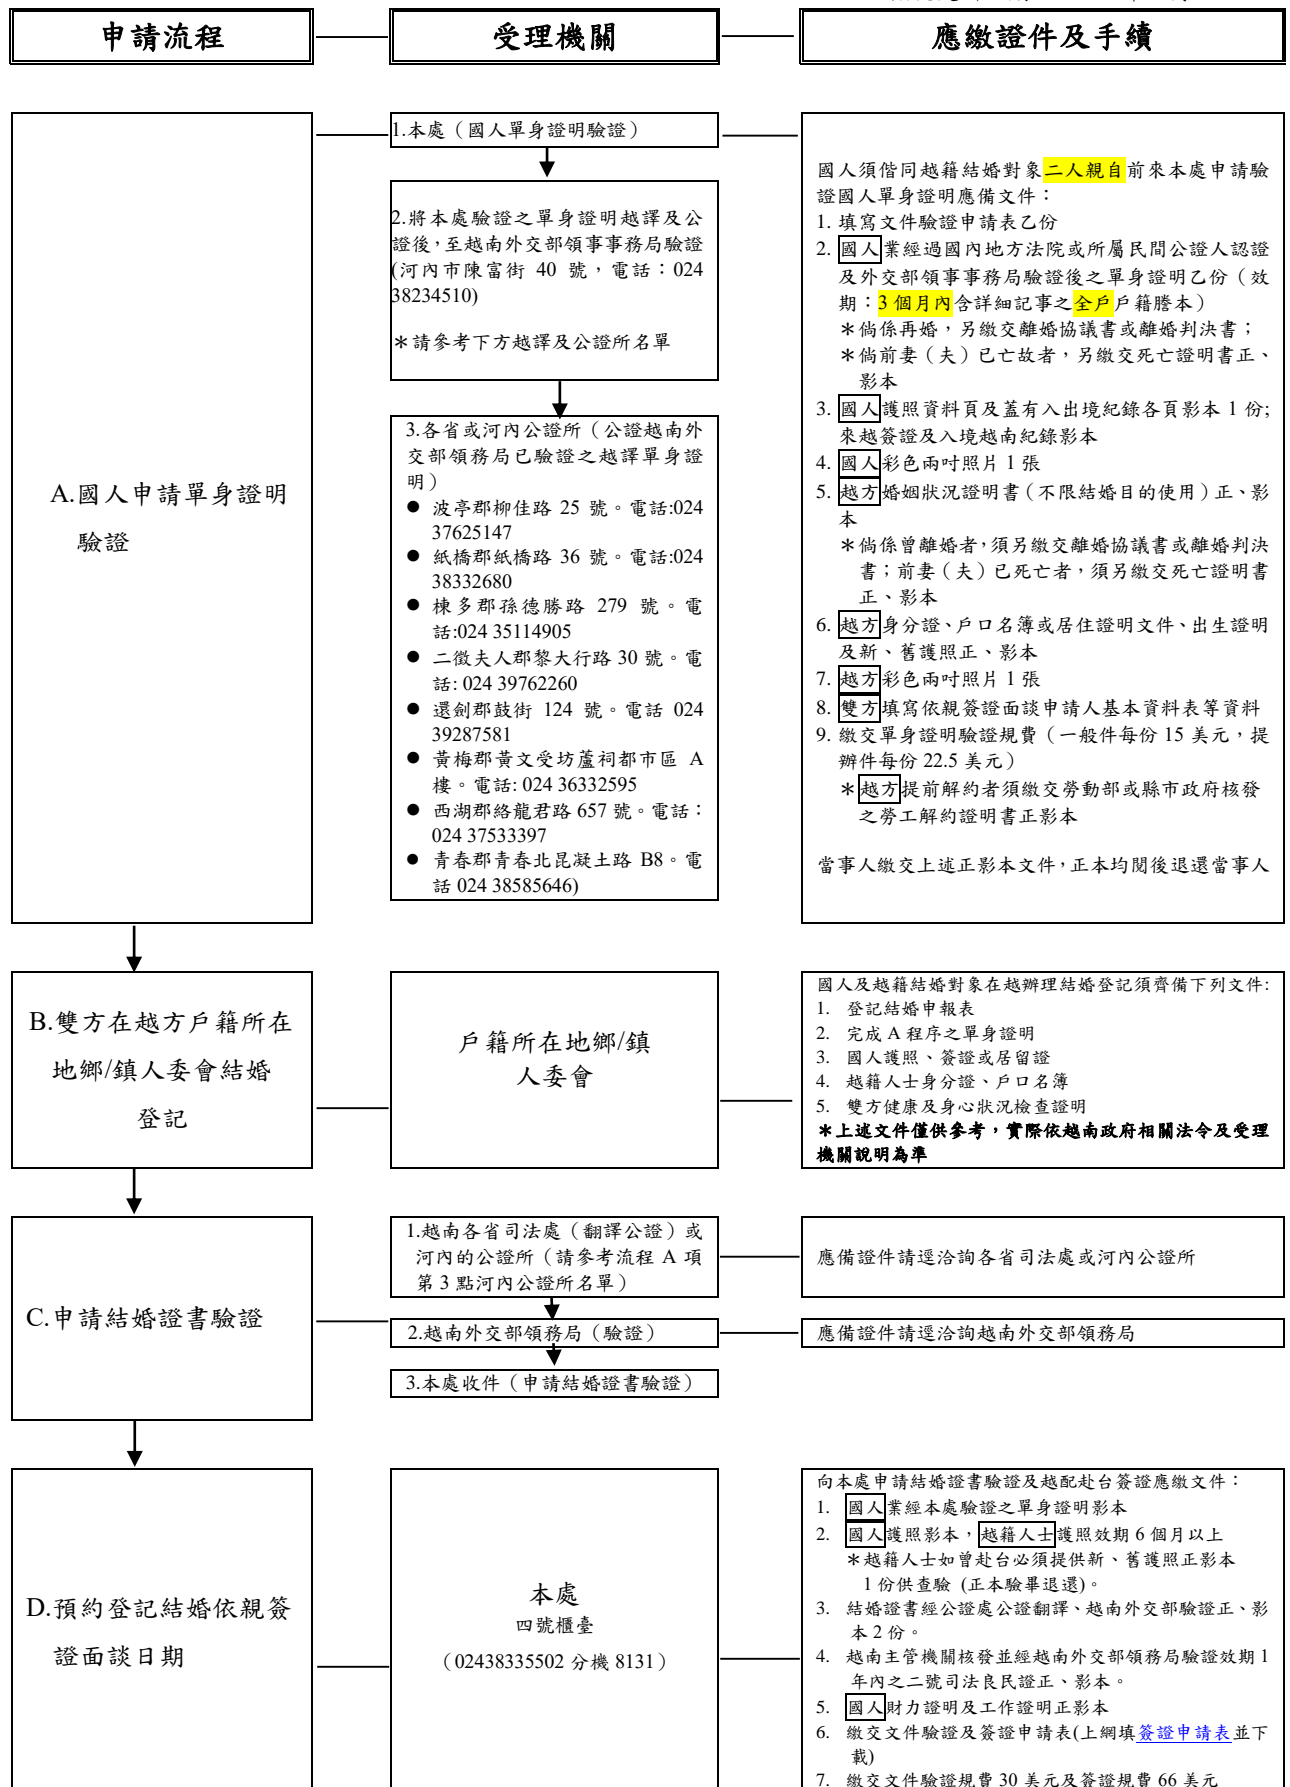 申請流程
受理機關
應繳證件及手續
A.國人申請單身證明
驗證
1.本處（國人單身證明驗證）
2.將本處驗證之單身證明越譯及公
證後，至越南外交部領事事務局驗證
(河內市陳富街 40 號，電話：024
38234510)
＊請參考下方越譯及公證所名單
3.各省或河內公證所（公證越南外
交部領務局已驗證之越譯單身證
明）
● 波亭郡柳佳路 25 號。電話:024
37625147
● 紙橋郡紙橋路 36 號。電話:024
38332680
● 棟多郡孫德勝路 279 號。電
話:024 35114905
● 二徵夫人郡黎大行路 30 號。電
話: 024 39762260
● 還劍郡鼓街 124 號。電話 024
39287581
● 黃梅郡黃文受坊蘆祠都市區 A
樓。電話: 024 36332595
● 西湖郡絡龍君路 657 號。電話：
024 37533397
● 青春郡青春北昆凝土路 B8。電
話 024 38585646)
國人須偕同越籍結婚對象二人親自前來本處申請驗
證國人單身證明應備文件：
1. 填寫文件驗證申請表乙份
2. 國人業經過國內地方法院或所屬民間公證人認證
及外交部領事事務局驗證後之單身證明乙份（效
期：3 個月內含詳細記事之全戶戶籍謄本）
＊倘係再婚，另繳交離婚協議書或離婚判決書；
＊倘前妻（夫）已亡故者，另繳交死亡證明書正、
影本
3. 國人護照資料頁及蓋有入出境紀錄各頁影本 1 份;
來越簽證及入境越南紀錄影本
4. 國人彩色兩吋照片 1 張
5. 越方婚姻狀況證明書（不限結婚目的使用）正、影
本
＊倘係曾離婚者，須另繳交離婚協議書或離婚判決
書；前妻（夫）已死亡者，須另繳交死亡證明書
正、影本
6. 越方身分證、戶口名簿或居住證明文件、出生證明
及新、舊護照正、影本
7. 越方彩色兩吋照片 1 張
8. 雙方填寫依親簽證面談申請人基本資料表等資料
9. 繳交單身證明驗證規費（一般件每份 15 美元，提
辦件每份 22.5 美元）
＊越方提前解約者須繳交勞動部或縣市政府核發
之勞工解約證明書正影本
當事人繳交上述正影本文件，正本均閱後退還當事人
B.雙方在越方戶籍所在
地鄉/鎮人委會結婚
登記
戶籍所在地鄉/鎮
人委會
國人及越籍結婚對象在越辦理結婚登記須齊備下列文件:
1. 登記結婚申報表
2. 完成 A 程序之單身證明
3. 國人護照、簽證或居留證
4. 越籍人士身分證、戶口名簿
5. 雙方健康及身心狀況檢查證明
＊上述文件僅供參考，實際依越南政府相關法令及受理
機關說明為準
C.申請結婚證書驗證
1.越南各省司法處（翻譯公證）或
河內的公證所（請參考流程 A 項
第 3 點河內公證所名單）
應備證件請逕洽詢各省司法處或河內公證所
2.越南外交部領務局（驗證）
應備證件請逕洽詢越南外交部領務局
3.本處收件（申請結婚證書驗證）
D.預約登記結婚依親簽
證面談日期
本處
四號櫃臺
（02438335502 分機 8131）
向本處申請結婚證書驗證及越配赴台簽證應繳文件：
1. 國人業經本處驗證之單身證明影本
2. 國人護照影本，越籍人士護照效期 6 個月以上
＊越籍人士如曾赴台必須提供新、舊護照正影本
1 份供查驗 (正本驗畢退還)。
3. 結婚證書經公證處公證翻譯、越南外交部驗證正、影
本 2 份。
4. 越南主管機關核發並經越南外交部領務局驗證效期 1
年內之二號司法良民證正、影本。
5. 國人財力證明及工作證明正影本
6. 繳交文件驗證及簽證申請表(上網填簽證申請表並下
載)
7. 繳交文件驗證規費 30 美元及簽證規費 66 美元